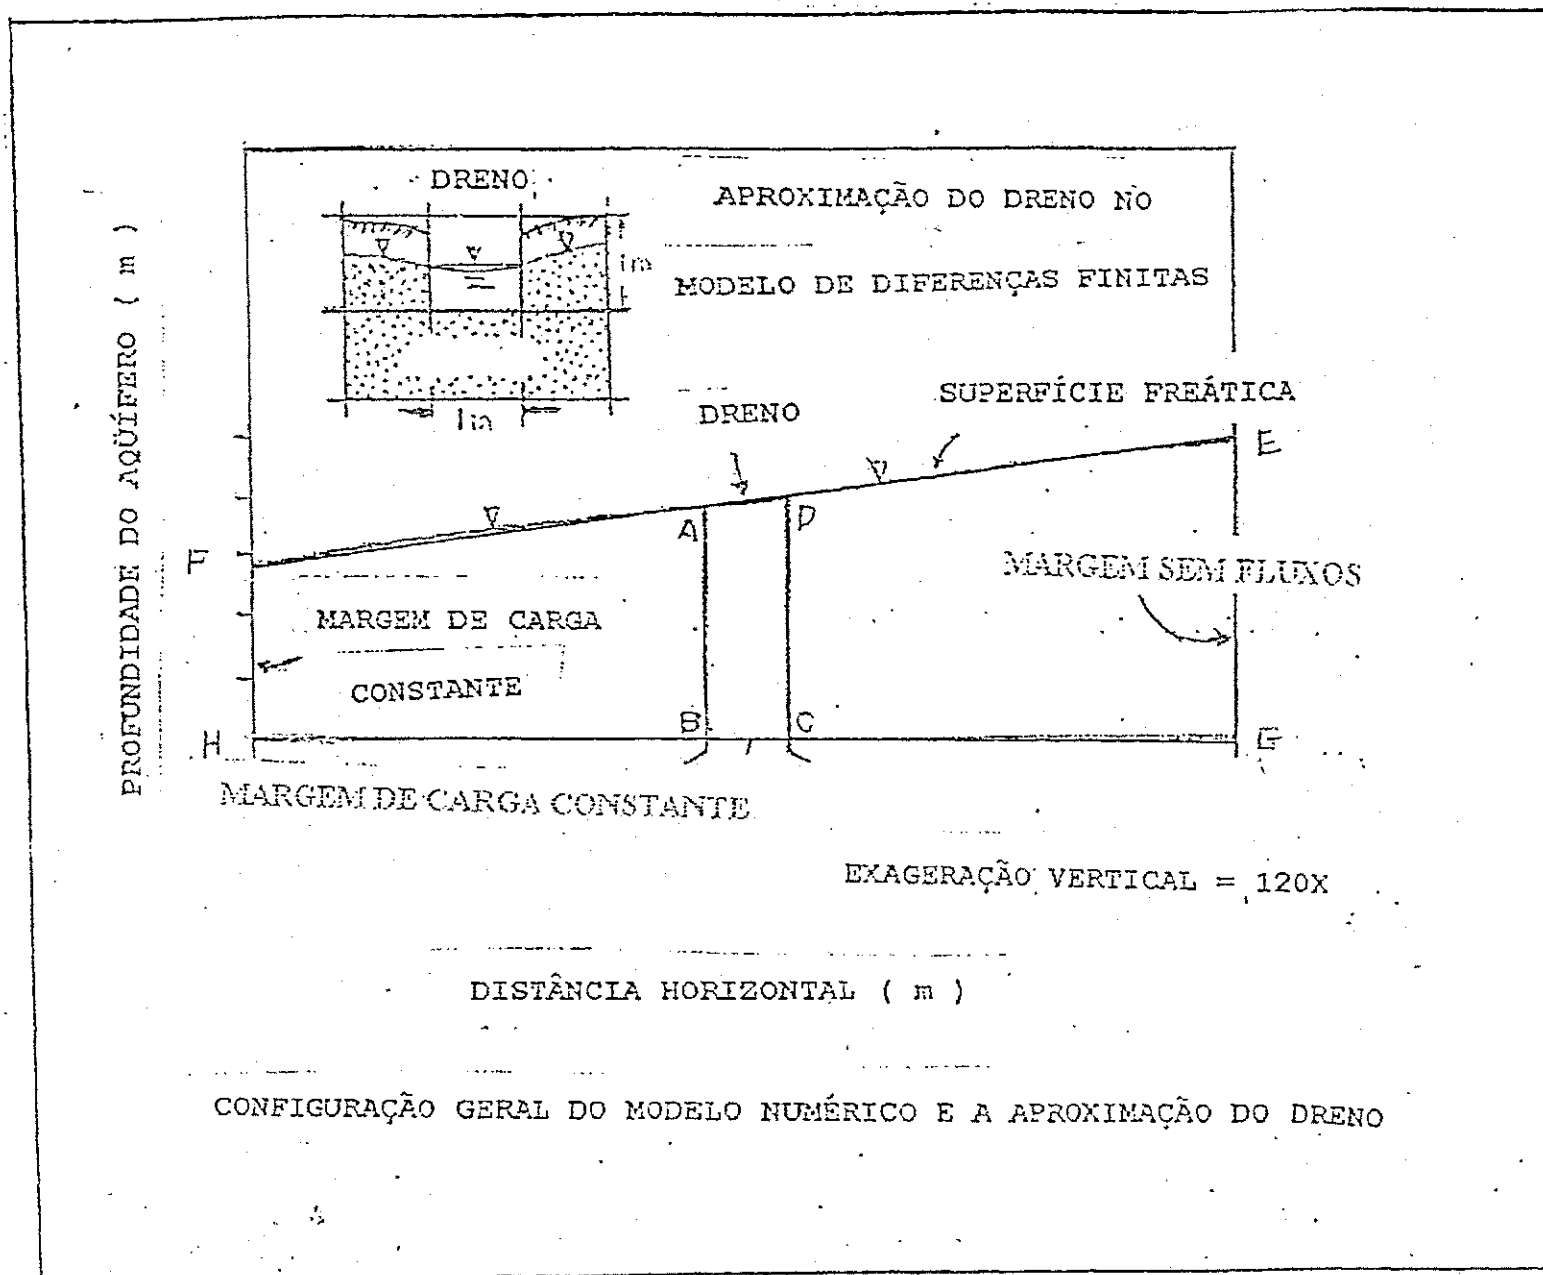 DRENO
APROXIMAÇÃO DO DRENO NO
MODELO DE DIFERENÇAS FINITAS
1m
1m
PROFUNDIDADE DO AQÜÍFERO ( m )
DRENO
SUPERFÍCIE FREÁTICA
E
A
D
F
MARGEM SEM FLUXOS
MARGEM DE CARGA
CONSTANTE
H
B
C
G
MARGEM DE CARGA CONSTANTE
EXAGERAÇÃO VERTICAL = 120X
DISTÂNCIA HORIZONTAL ( m )
CONFIGURAÇÃO GERAL DO MODELO NUMÉRICO E A APROXIMAÇÃO DO DRENO